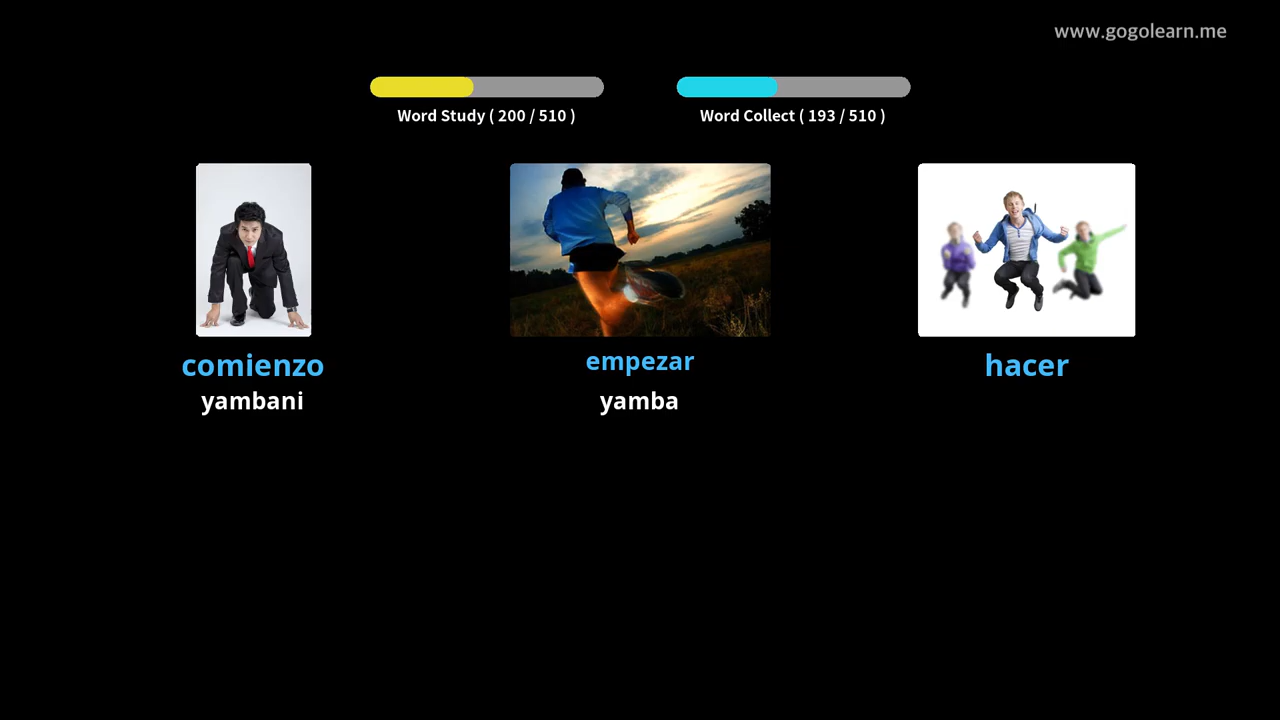 www.gogolearn.me
Word Study ( 200 / 510 )
Word Collect ( 193 / 510 )
comienzo
yambani
empezar
yamba
hacer